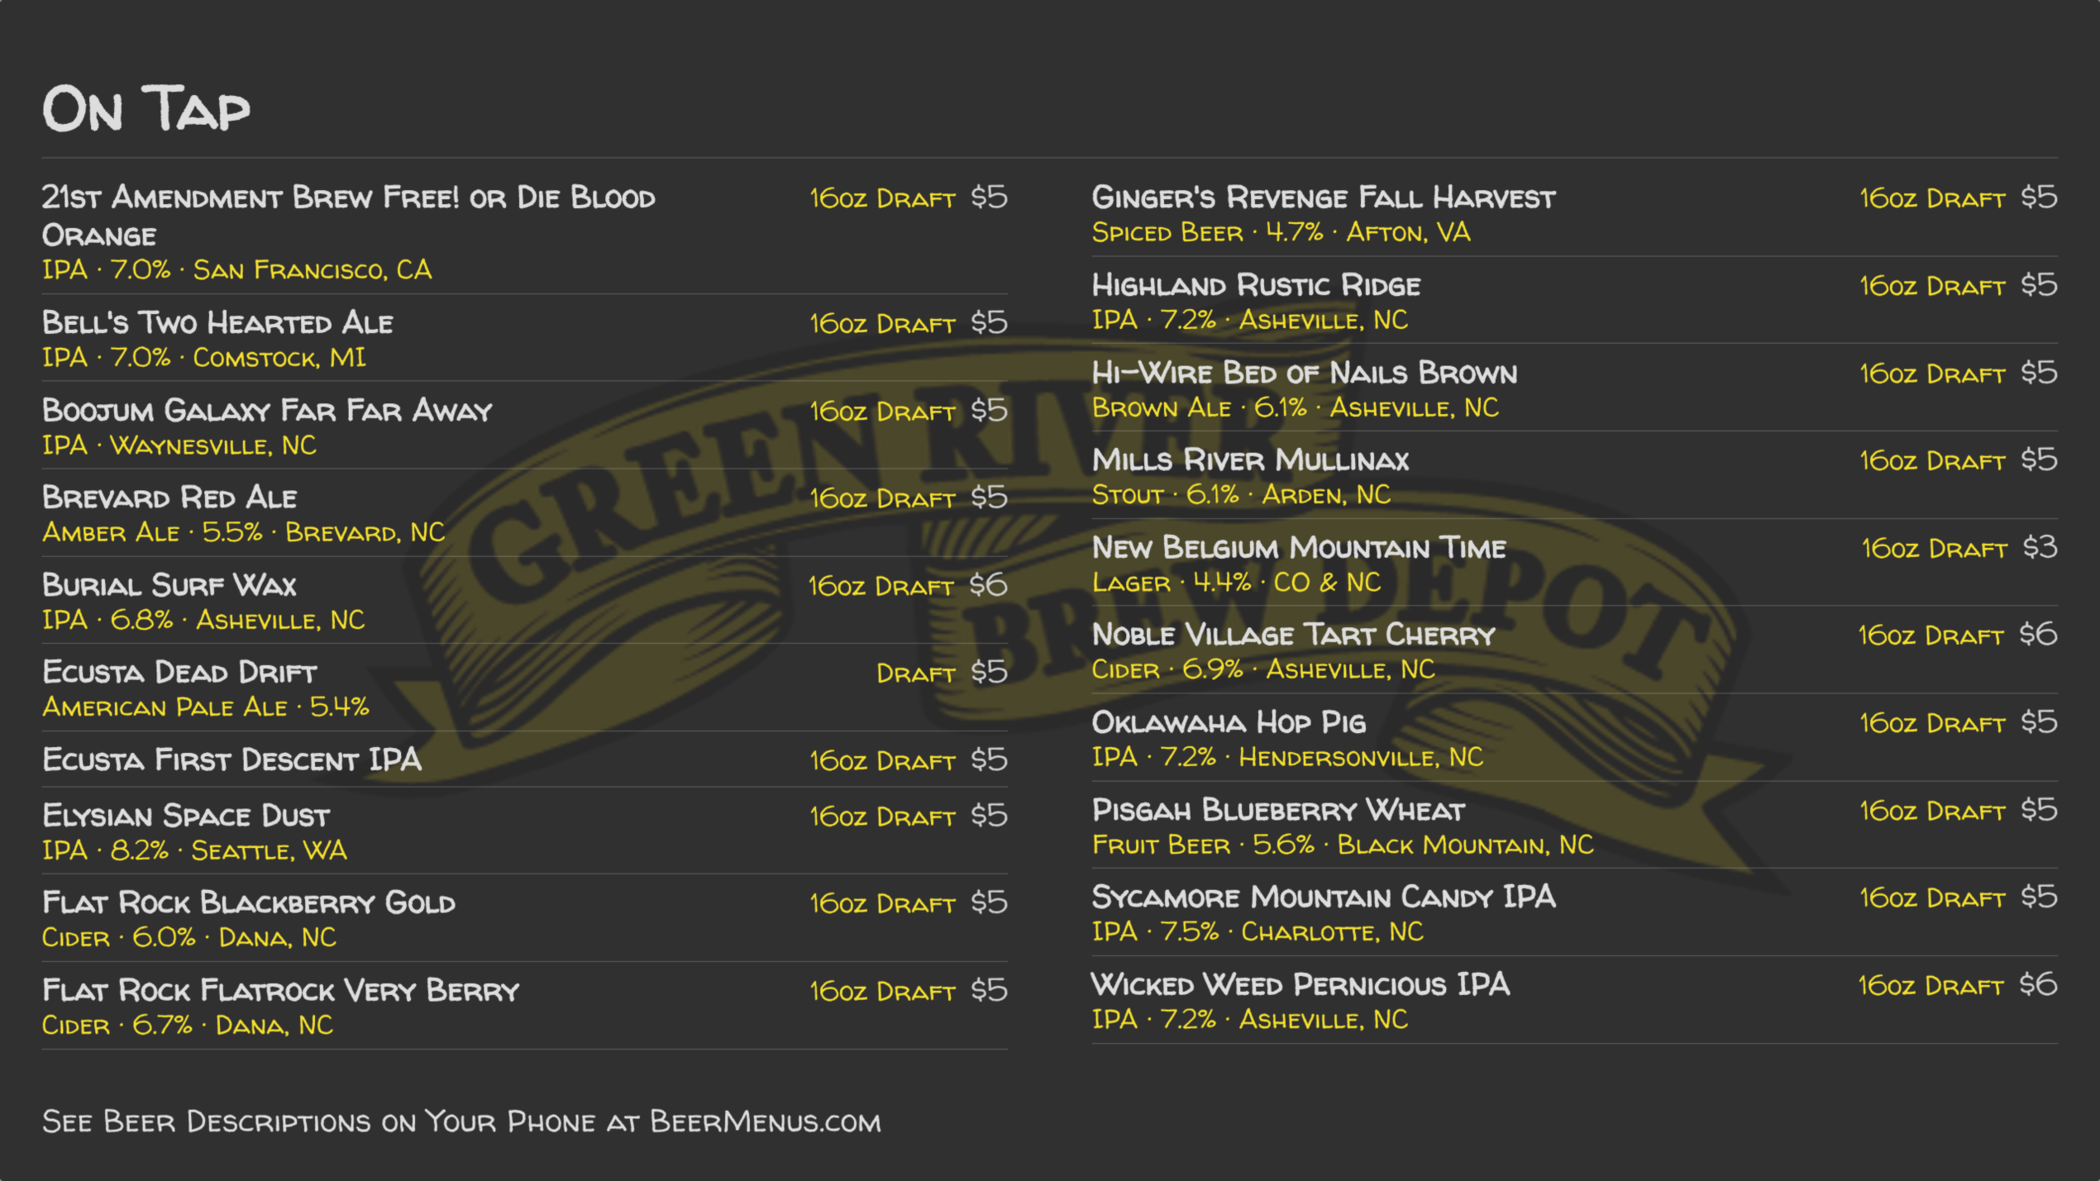 On Tap
21st Amendment Brew Free! or Die Blood
Orange
16oz Draft $5
IPA · 7.0% · San Francisco, CA
Bell's Two Hearted Ale
16oz Draft $5
IPA · 7.0% · Comstock, MI
Boojum Galaxy Far Far Away
16oz Draft $5
IPA · Waynesville, NC
Brevard Red Ale
16oz Draft $5
Amber Ale · 5.5% · Brevard, NC
Burial Surf Wax
16oz Draft $6
IPA · 6.8% · Asheville, NC
Ecusta Dead Drift
Draft $5
American Pale Ale · 5.4%
Ecusta First Descent IPA
16oz Draft $5
Elysian Space Dust
16oz Draft $5
IPA · 8.2% · Seattle, WA
Flat Rock Blackberry Gold
16oz Draft $5
Cider · 6.0% · Dana, NC
Flat Rock Flatrock Very Berry
16oz Draft $5
Cider · 6.7% · Dana, NC
Ginger's Revenge Fall Harvest
16oz Draft $5
Spiced Beer · 4.7% · Afton, VA
Highland Rustic Ridge
16oz Draft $5
IPA · 7.2% · Asheville, NC
Hi-Wire Bed of Nails Brown
16oz Draft $5
Brown Ale · 6.1% · Asheville, NC
Mills River Mullinax
16oz Draft $5
Stout · 6.1% · Arden, NC
New Belgium Mountain Time
16oz Draft $3
Lager · 4.4% · CO & NC
Noble Village Tart Cherry
16oz Draft $6
Cider · 6.9% · Asheville, NC
Oklawaha Hop Pig
16oz Draft $5
IPA · 7.2% · Hendersonville, NC
Pisgah Blueberry Wheat
16oz Draft $5
Fruit Beer · 5.6% · Black Mountain, NC
Sycamore Mountain Candy IPA
16oz Draft $5
IPA · 7.5% · Charlotte, NC
Wicked Weed Pernicious IPA
16oz Draft $6
IPA · 7.2% · Asheville, NC
GREEN RIVER
BREW DEPOT
See Beer Descriptions on Your Phone at BeerMenus.com